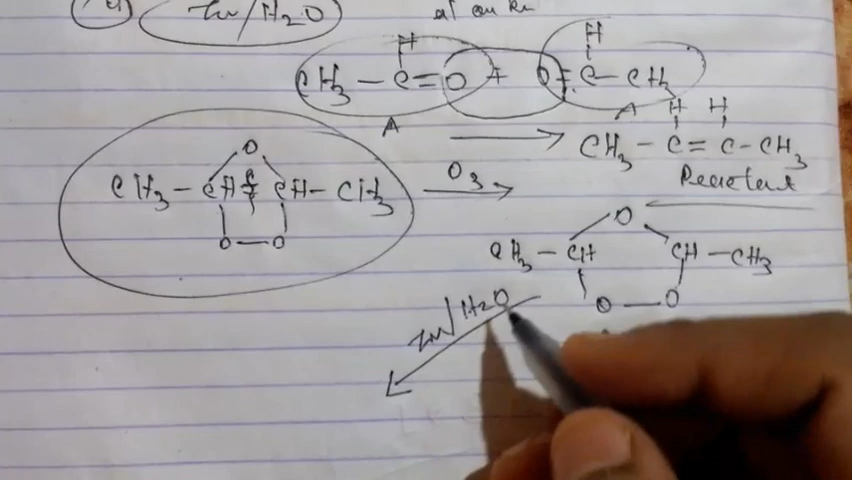 Zn/H2O
H H
CH3 - C = O + O = C - CH3
A A
H H
CH3 - C = C - CH3
Reactant
O
CH3 - CH CH - CH3
O - O
O3
O
CH3 - CH CH - CH3
O - O
Zn/H2O